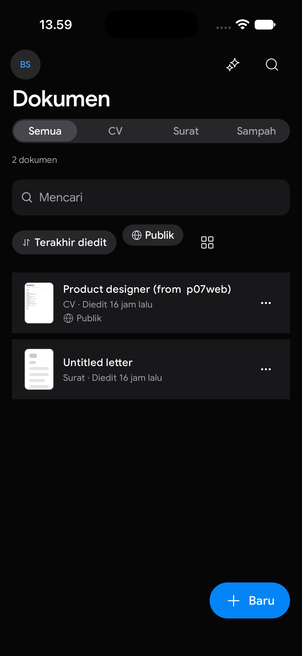 13.59
BS
Dokumen
Semua
CV
Surat
Sampah
2 dokumen
Mencari
Terakhir diedit
Publik
Product designer (from p07web)
CV · Diedit 16 jam lalu
Publik
Untitled letter
Surat · Diedit 16 jam lalu
Baru